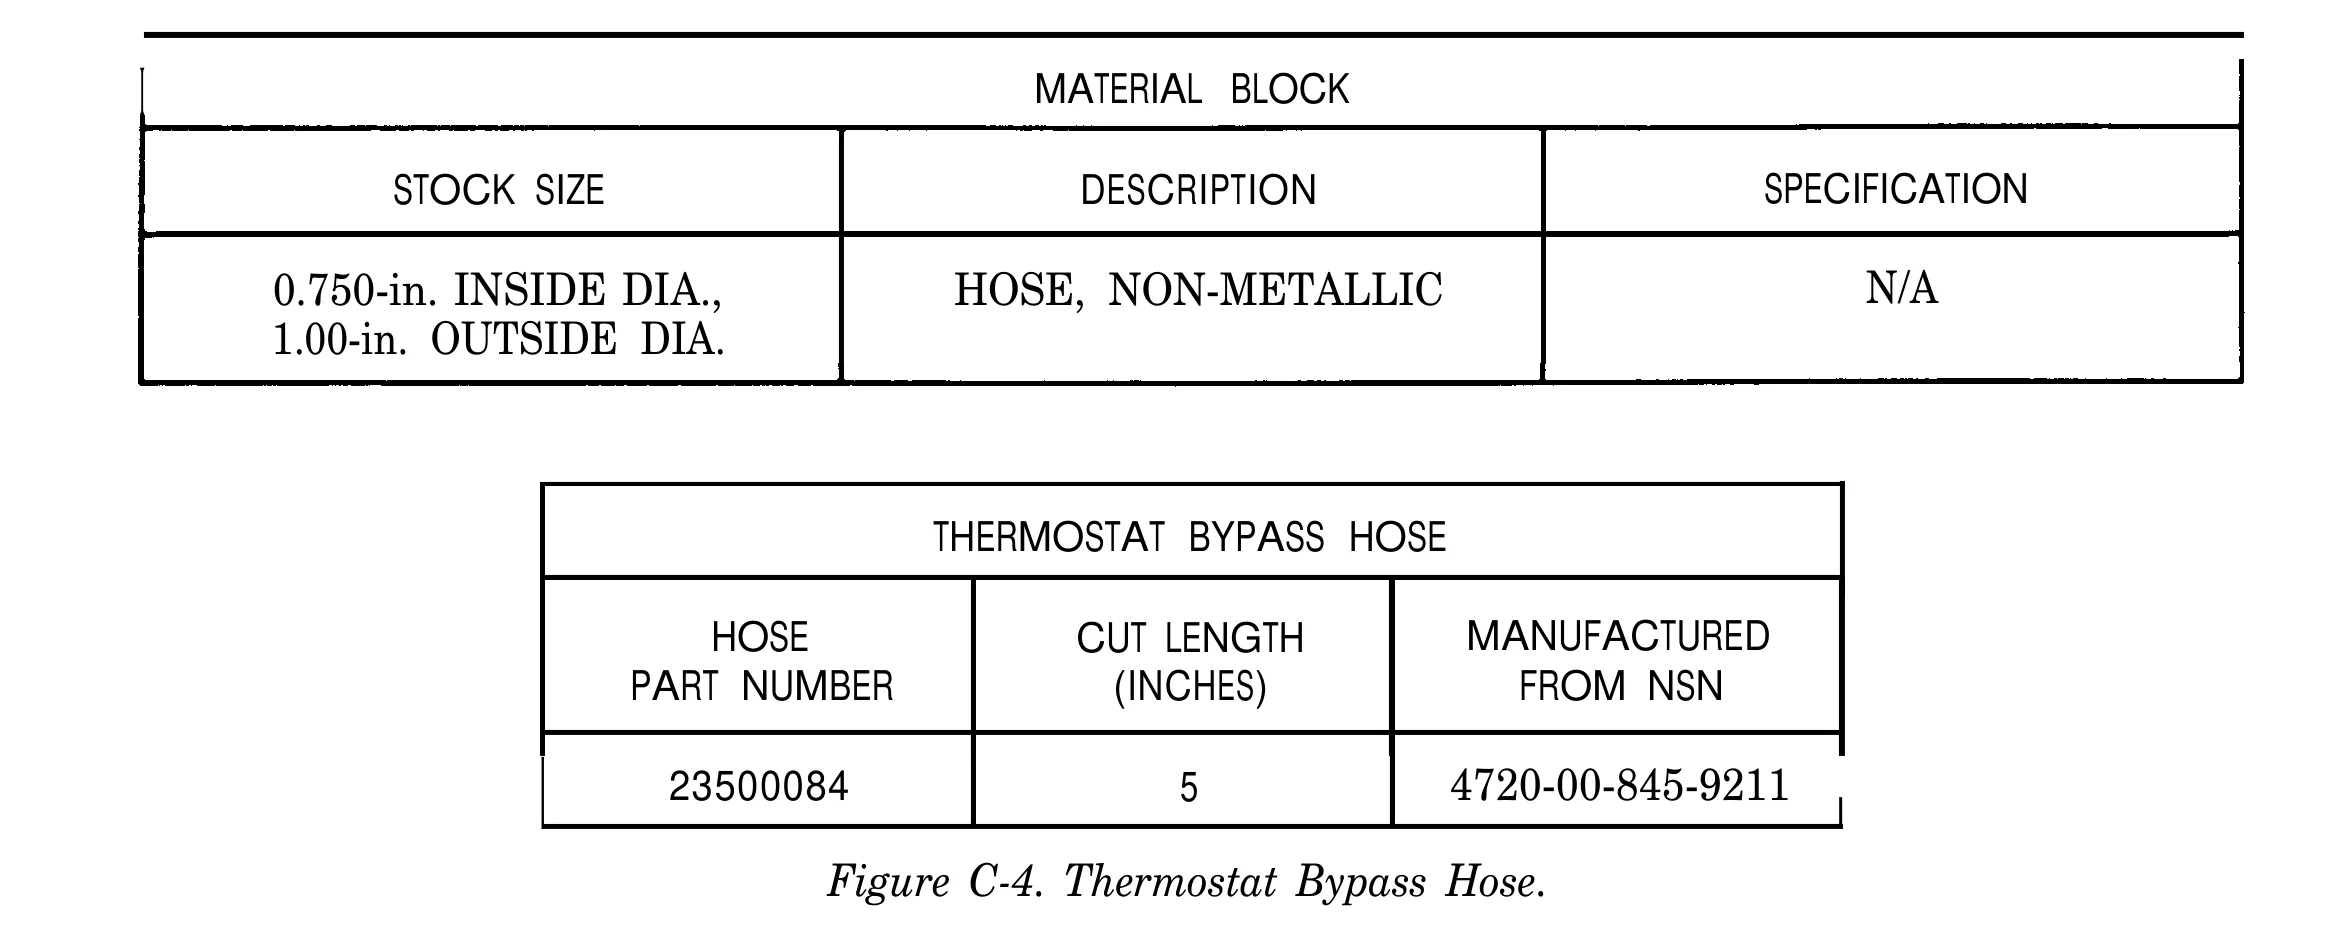 MATERIAL BLOCK
STOCK SIZE
DESCRIPTION
SPECIFICATION
0.750-in. INSIDE DIA.,
1.00-in. OUTSIDE DIA.
HOSE, NON-METALLIC
N/A
THERMOSTAT BYPASS HOSE
HOSE
PART NUMBER
CUT LENGTH
(INCHES)
MANUFACTURED
FROM NSN
23500084
5
4720-00-845-9211
Figure C-4. Thermostat Bypass Hose.